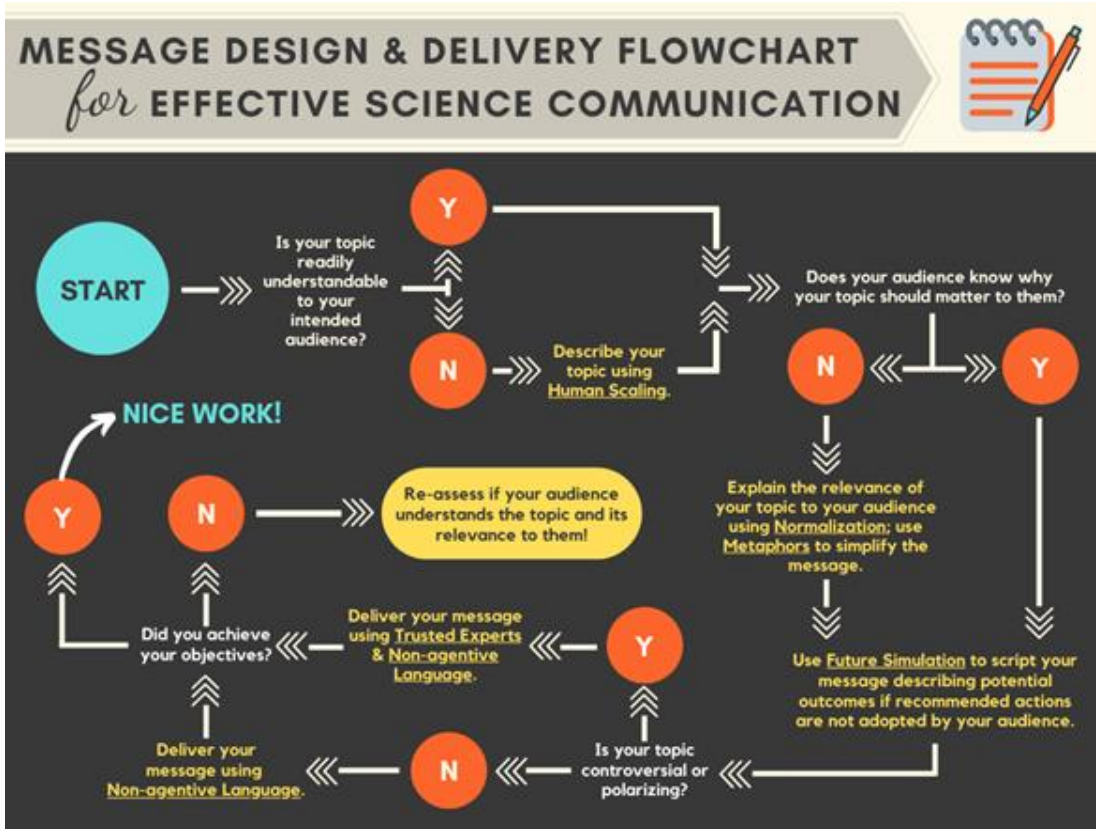 MESSAGE DESIGN & DELIVERY FLOWCHART
for EFFECTIVE SCIENCE COMMUNICATION
START
Is your topic
readily
understandable
to your
intended
audience?
Y
N
Describe your
topic using
Human Scaling.
Does your audience know why
your topic should matter to them?
N
Y
Explain the relevance of
your topic to your audience
using Normalization; use
Metaphors to simplify the
message.
Use Future Simulation to script your
message describing potential
outcomes if recommended actions
are not adopted by your audience.
Is your topic
controversial or
polarizing?
Y
N
Deliver your message
using Trusted Experts
& Non-agentive
Language.
Deliver your
message using
Non-agentive Language.
Did you achieve
your objectives?
N
Y
Re-assess if your audience
understands the topic and its
relevance to them!
NICE WORK!